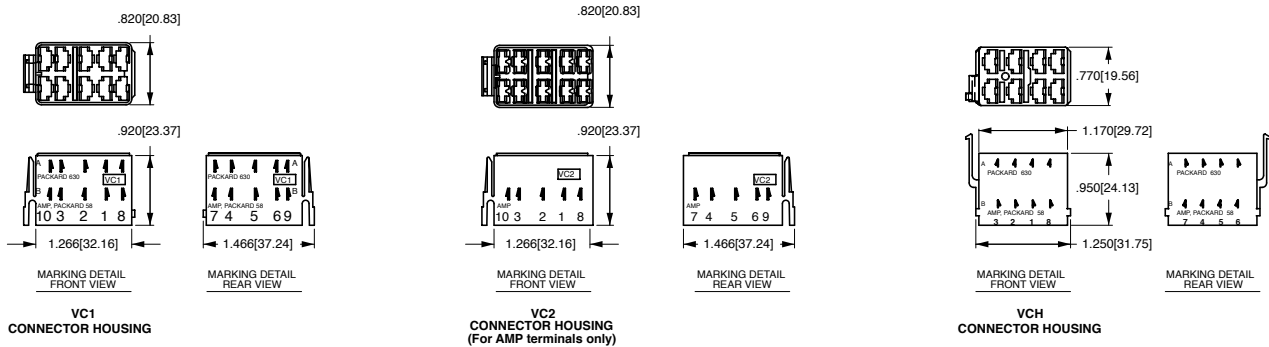 .820[20.83]
.920[23.37]
A
PACKARD 630
VC1
B
AMP, PACKARD 58
10 3 2 1 8
1.266[32.16]
MARKING DETAIL
FRONT VIEW
A
PACKARD 630
VC1
B
AMP, PACKARD 58
7 4 5 6 9
1.466[37.24]
MARKING DETAIL
REAR VIEW
VC1
CONNECTOR HOUSING
.820[20.83]
.920[23.37]
VC2
AMP
10 3 2 1 8
1.266[32.16]
MARKING DETAIL
FRONT VIEW
VC2
AMP
7 4 5 6 9
1.466[37.24]
MARKING DETAIL
REAR VIEW
VC2
CONNECTOR HOUSING
(For AMP terminals only)
.770[19.56]
1.170[29.72]
A
PACKARD 630
.950[24.13]
B
AMP, PACKARD 58
3 2 1 8
1.250[31.75]
MARKING DETAIL
FRONT VIEW
A
PACKARD 630
B
AMP, PACKARD 58
7 4 5 6
MARKING DETAIL
REAR VIEW
VCH
CONNECTOR HOUSING